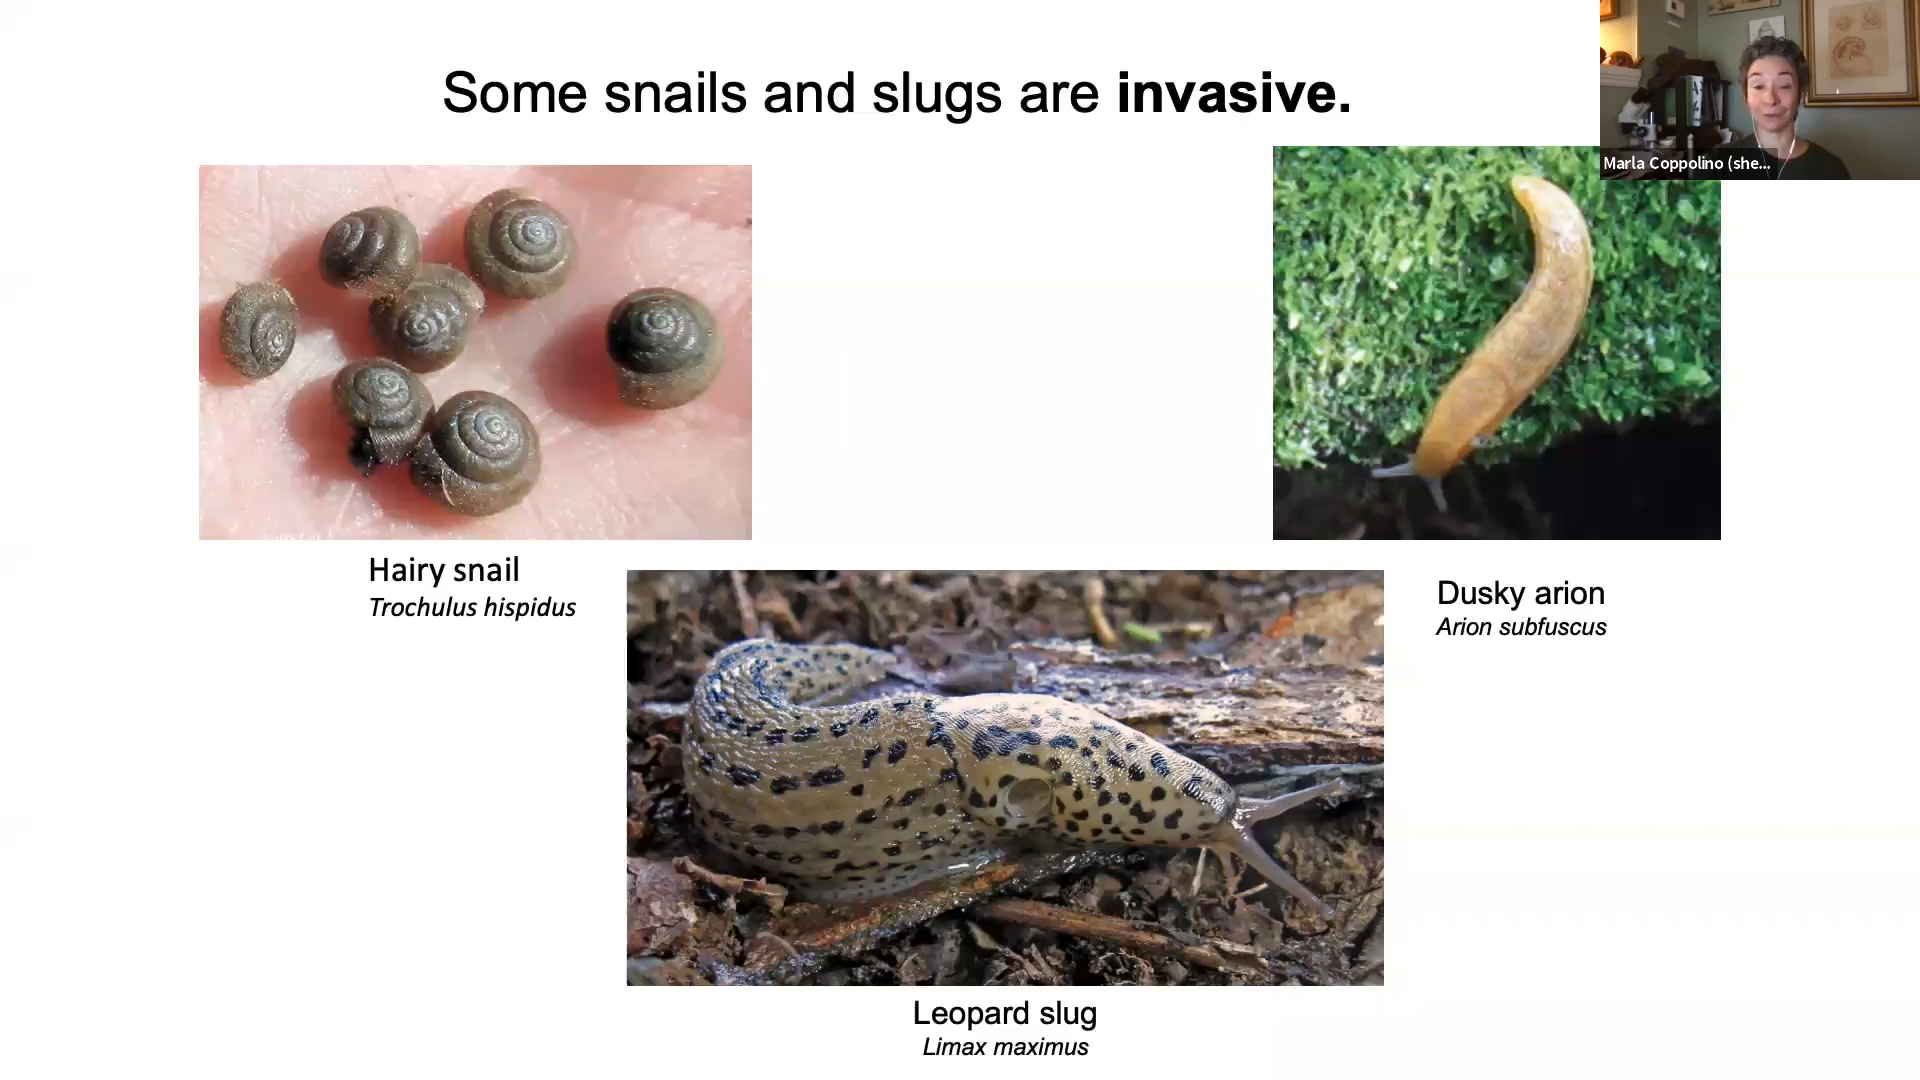 Some snails and slugs are invasive.
Marla Coppolino (she...
Hairy snail
Trochulus hispidus
Dusky arion
Arion subfuscus
Leopard slug
Limax maximus